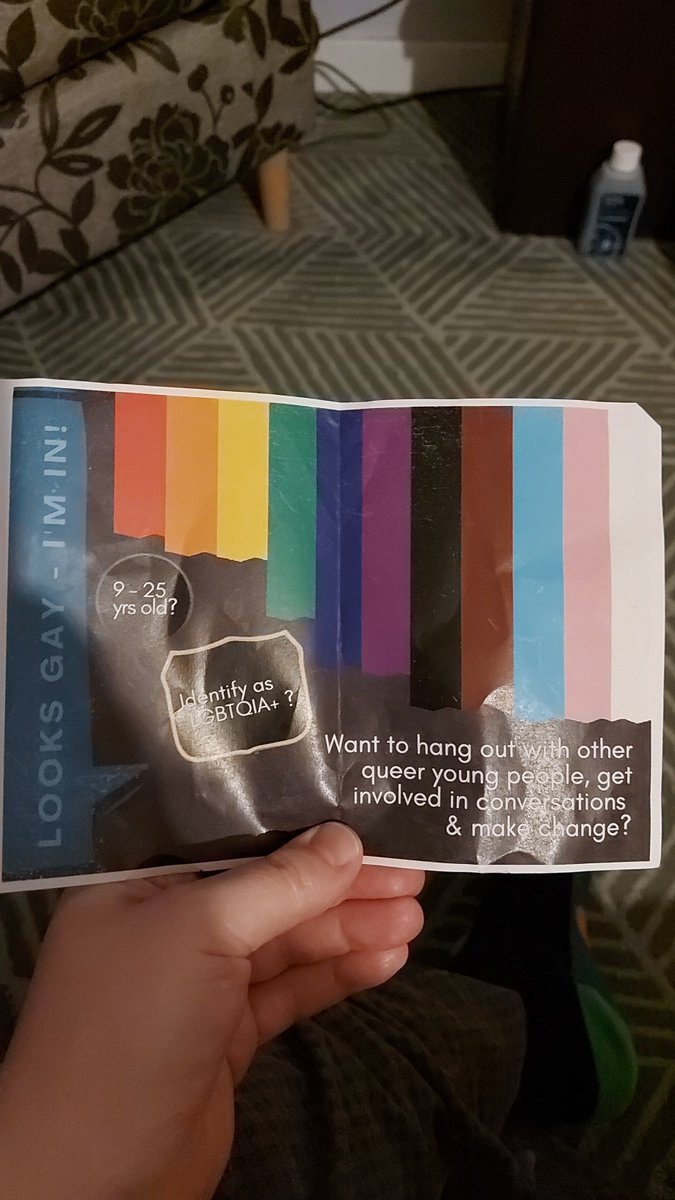 LOOKS GAY - I'M IN!
9 - 25
yrs old?
Identify as
LGBTQIA+ ?
Want to hang out with other
queer young people, get
involved in conversations
& make change?